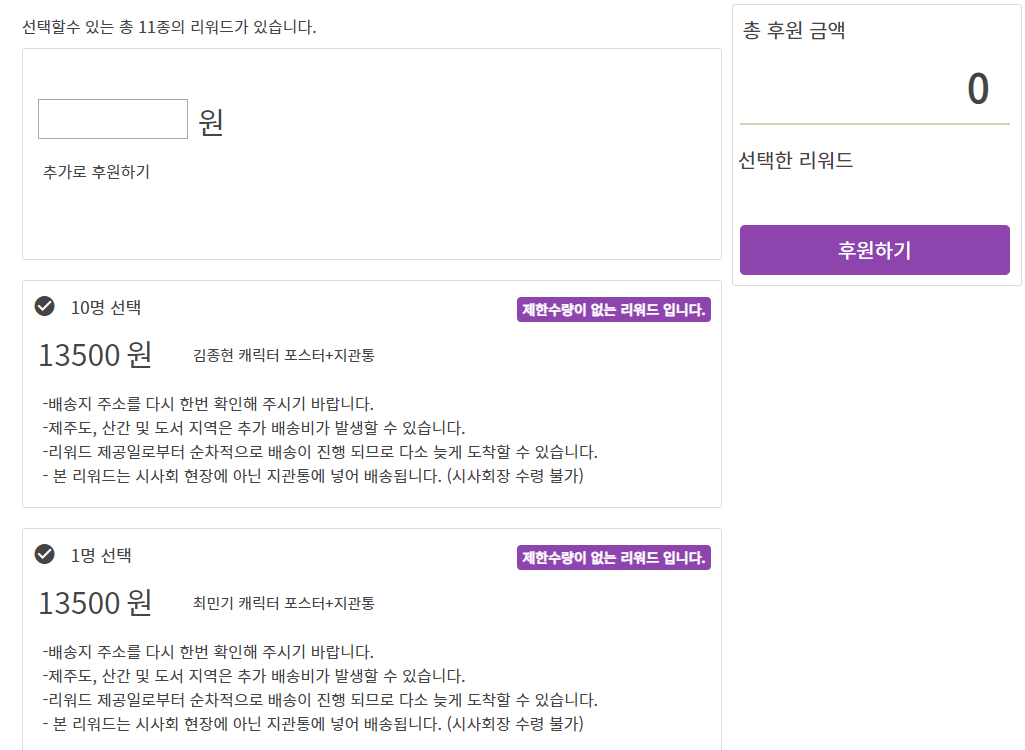 선택할수 있는 총 11종의 리워드가 있습니다.
원
추가로 후원하기
10명 선택
제한수량이 없는 리워드 입니다.
13500 원
김종현 캐릭터 포스터+지관통
-배송지 주소를 다시 한번 확인해 주시기 바랍니다.
-제주도, 산간 및 도서 지역은 추가 배송비가 발생할 수 있습니다.
-리워드 제공일로부터 순차적으로 배송이 진행 되므로 다소 늦게 도착할 수 있습니다.
- 본 리워드는 시사회 현장에 아닌 지관통에 넣어 배송됩니다. (시사회장 수령 불가)
1명 선택
제한수량이 없는 리워드 입니다.
13500 원
최민기 캐릭터 포스터+지관통
-배송지 주소를 다시 한번 확인해 주시기 바랍니다.
-제주도, 산간 및 도서 지역은 추가 배송비가 발생할 수 있습니다.
-리워드 제공일로부터 순차적으로 배송이 진행 되므로 다소 늦게 도착할 수 있습니다.
- 본 리워드는 시사회 현장에 아닌 지관통에 넣어 배송됩니다. (시사회장 수령 불가)
총 후원 금액
0
선택한 리워드
후원하기